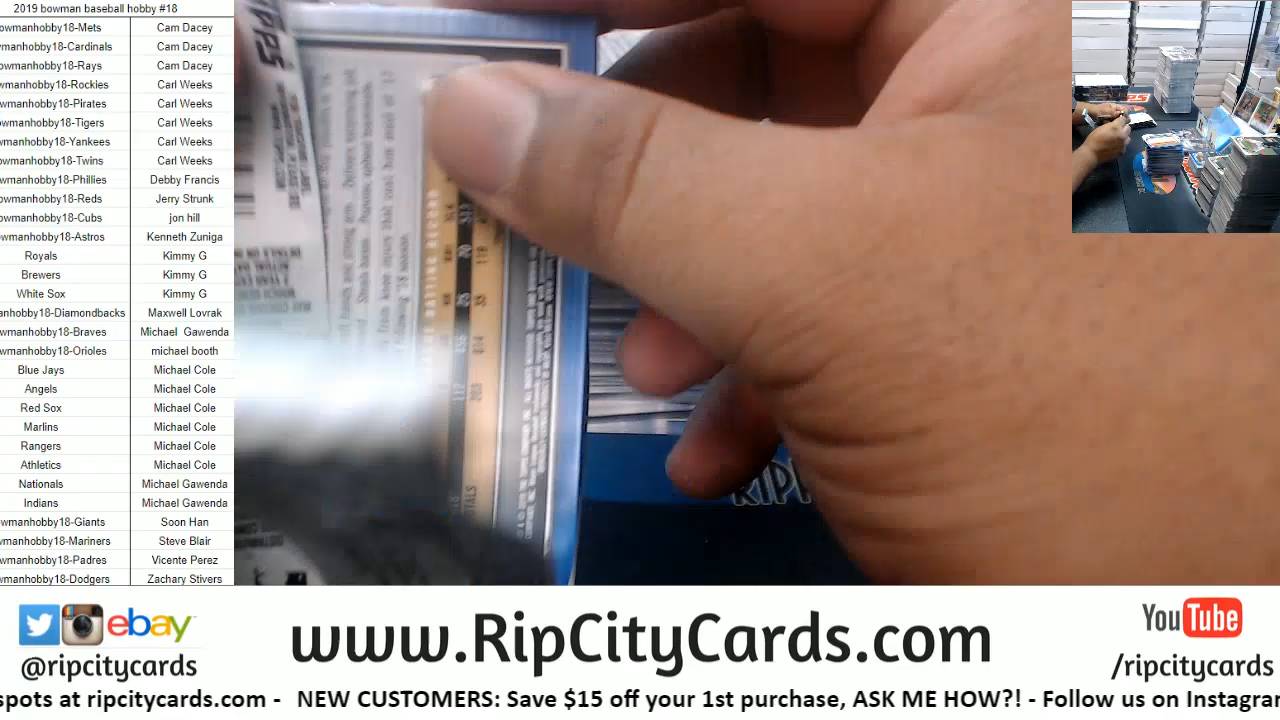 2019 bowman baseball hobby #18
owmanhobby18-Mets Cam Dacey
wmanhobby18-Cardinals Cam Dacey
owmanhobby18-Rays Cam Dacey
wmanhobby18-Rockies Carl Weeks
wmanhobby18-Pirates Carl Weeks
wmanhobby18-Tigers Carl Weeks
wmanhobby18-Yankees Carl Weeks
wmanhobby18-Twins Carl Weeks
wmanhobby18-Phillies Debby Francis
wmanhobby18-Reds Jerry Strunk
wmanhobby18-Cubs jon hill
owmanhobby18-Astros Kenneth Zuniga
Royals Kimmy G
Brewers Kimmy G
White Sox Kimmy G
anhobby18-Diamondbacks Maxwell Lovrak
wmanhobby18-Braves Michael Gawenda
owmanhobby18-Orioles michael booth
Blue Jays Michael Cole
Angels Michael Cole
Red Sox Michael Cole
Marlins Michael Cole
Rangers Michael Cole
Athletics Michael Cole
Nationals Michael Gawenda
Indians Michael Gawenda
owmanhobby18-Giants Soon Han
wmanhobby18-Mariners Steve Blair
wmanhobby18-Padres Vicente Perez
wmanhobby18-Dodgers Zachary Stivers
RIP
ebay
@ripcitycards
www.RipCityCards.com
YouTube
/ripcitycards
spots at ripcitycards.com - NEW CUSTOMERS: Save $15 off your 1st purchase, ASK ME HOW?! - Follow us on Instagram